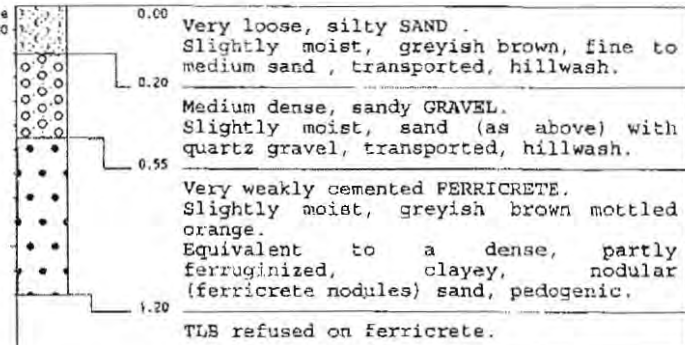 0.00
Very loose, silty SAND .
Slightly moist, greyish brown, fine to
medium sand , transported, hillwash.
0.20
Medium dense, sandy GRAVEL.
Slightly moist, sand (as above) with
quartz gravel, transported, hillwash.
0.55
Very weakly cemented FERRICRETE.
Slightly moist, greyish brown mottled
orange.
Equivalent to a dense, partly
ferruginized, clayey, nodular
(ferricrete nodules) sand, pedogenic.
1.20
TLB refused on ferricrete.